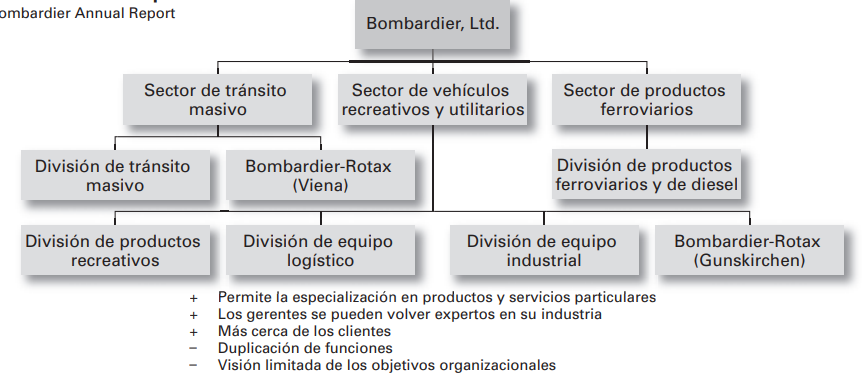 ombardier Annual Report
Bombardier, Ltd.
Sector de tránsito
masivo
Sector de vehículos
recreativos y utilitarios
Sector de productos
ferroviarios
División de tránsito
masivo
Bombardier-Rotax
(Viena)
División de productos
ferroviarios y de diesel
División de productos
recreativos
División de equipo
logístico
División de equipo
industrial
Bombardier-Rotax
(Gunskirchen)
+ Permite la especialización en productos y servicios particulares
+ Los gerentes se pueden volver expertos en su industria
+ Más cerca de los clientes
– Duplicación de funciones
– Visión limitada de los objetivos organizacionales